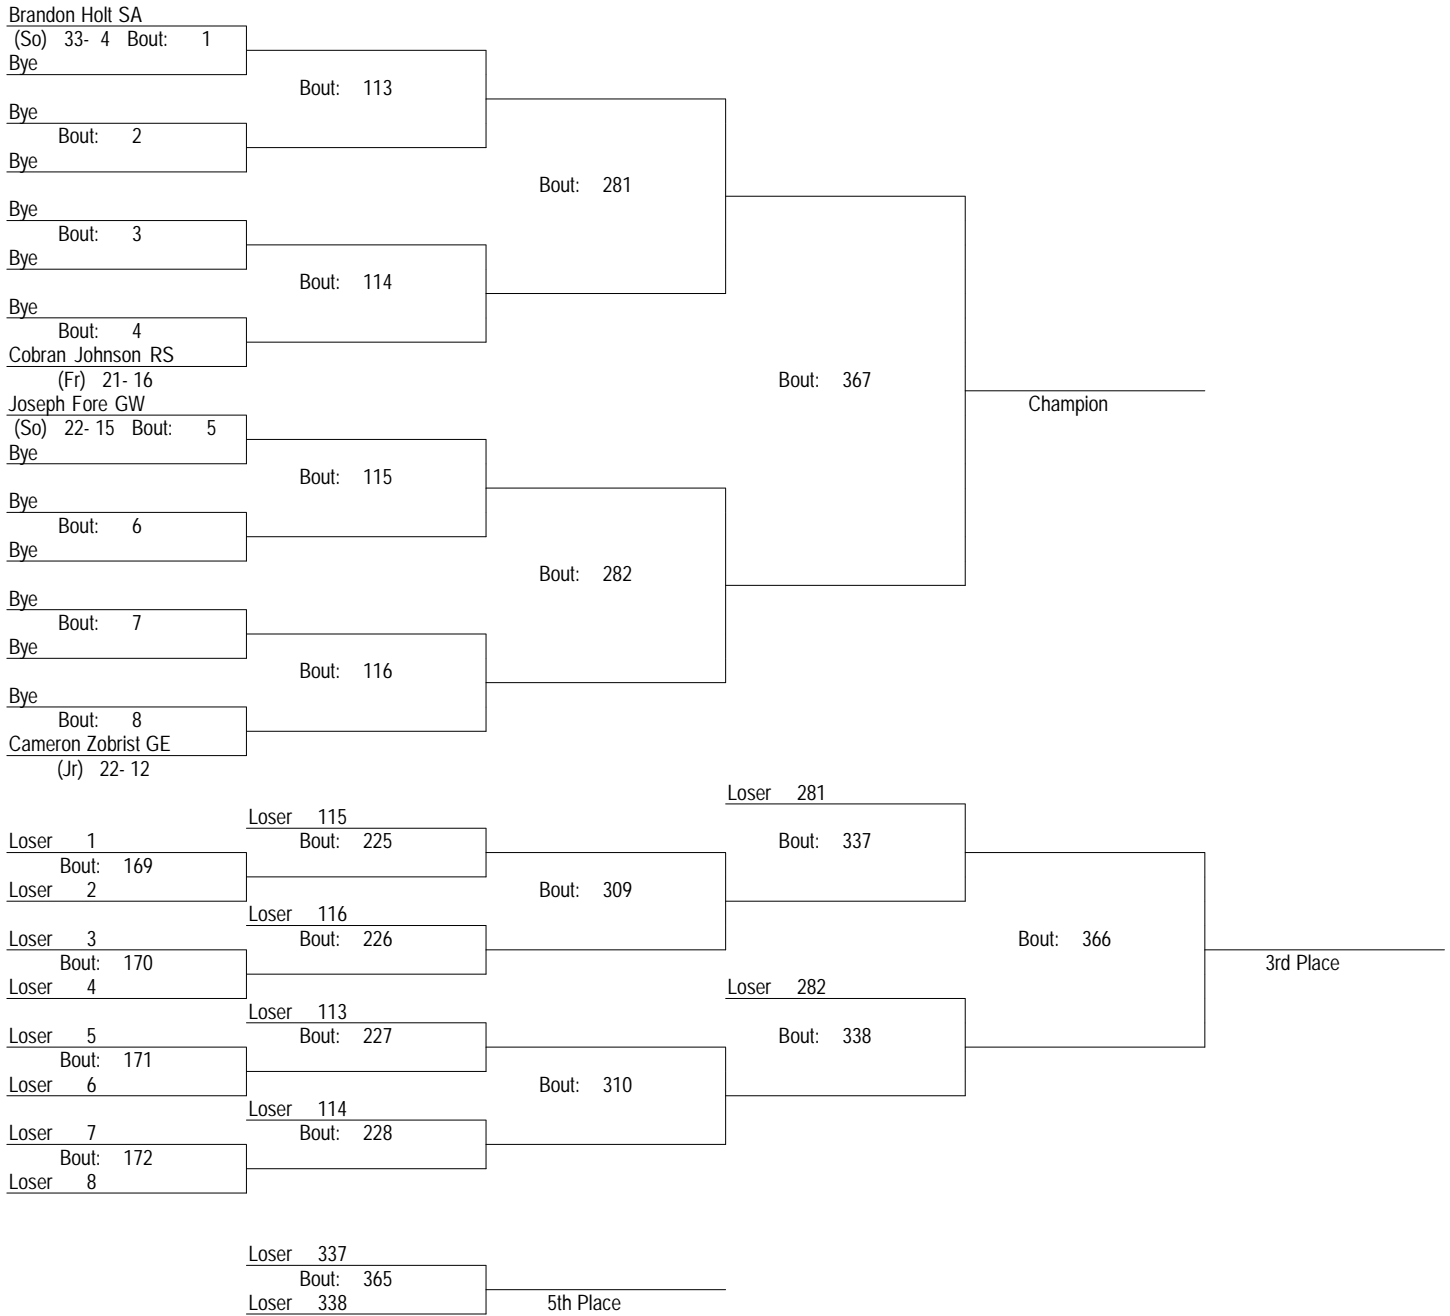 Brandon Holt SA
(So) 33- 4 Bout: 1
Bye
Bout: 113
Bye
Bout: 2
Bye
Bout: 281
Bye
Bout: 3
Bye
Bout: 114
Bye
Bout: 4
Cobran Johnson RS
(Fr) 21- 16
Bout: 367
Champion
Joseph Fore GW
(So) 22- 15 Bout: 5
Bye
Bout: 115
Bye
Bout: 6
Bye
Bout: 282
Bye
Bout: 7
Bye
Bout: 116
Bye
Bout: 8
Cameron Zobrist GE
(Jr) 22- 12
Loser 281
Loser 115
Loser 1
Bout: 225
Bout: 337
Bout: 169
Loser 2
Bout: 309
Loser 116
Loser 3
Bout: 226
Bout: 366
Bout: 170
3rd Place
Loser 4
Loser 282
Loser 113
Loser 5
Bout: 227
Bout: 338
Bout: 171
Loser 6
Bout: 310
Loser 114
Loser 7
Bout: 228
Bout: 172
Loser 8
Loser 337
Bout: 365
Loser 338
5th Place